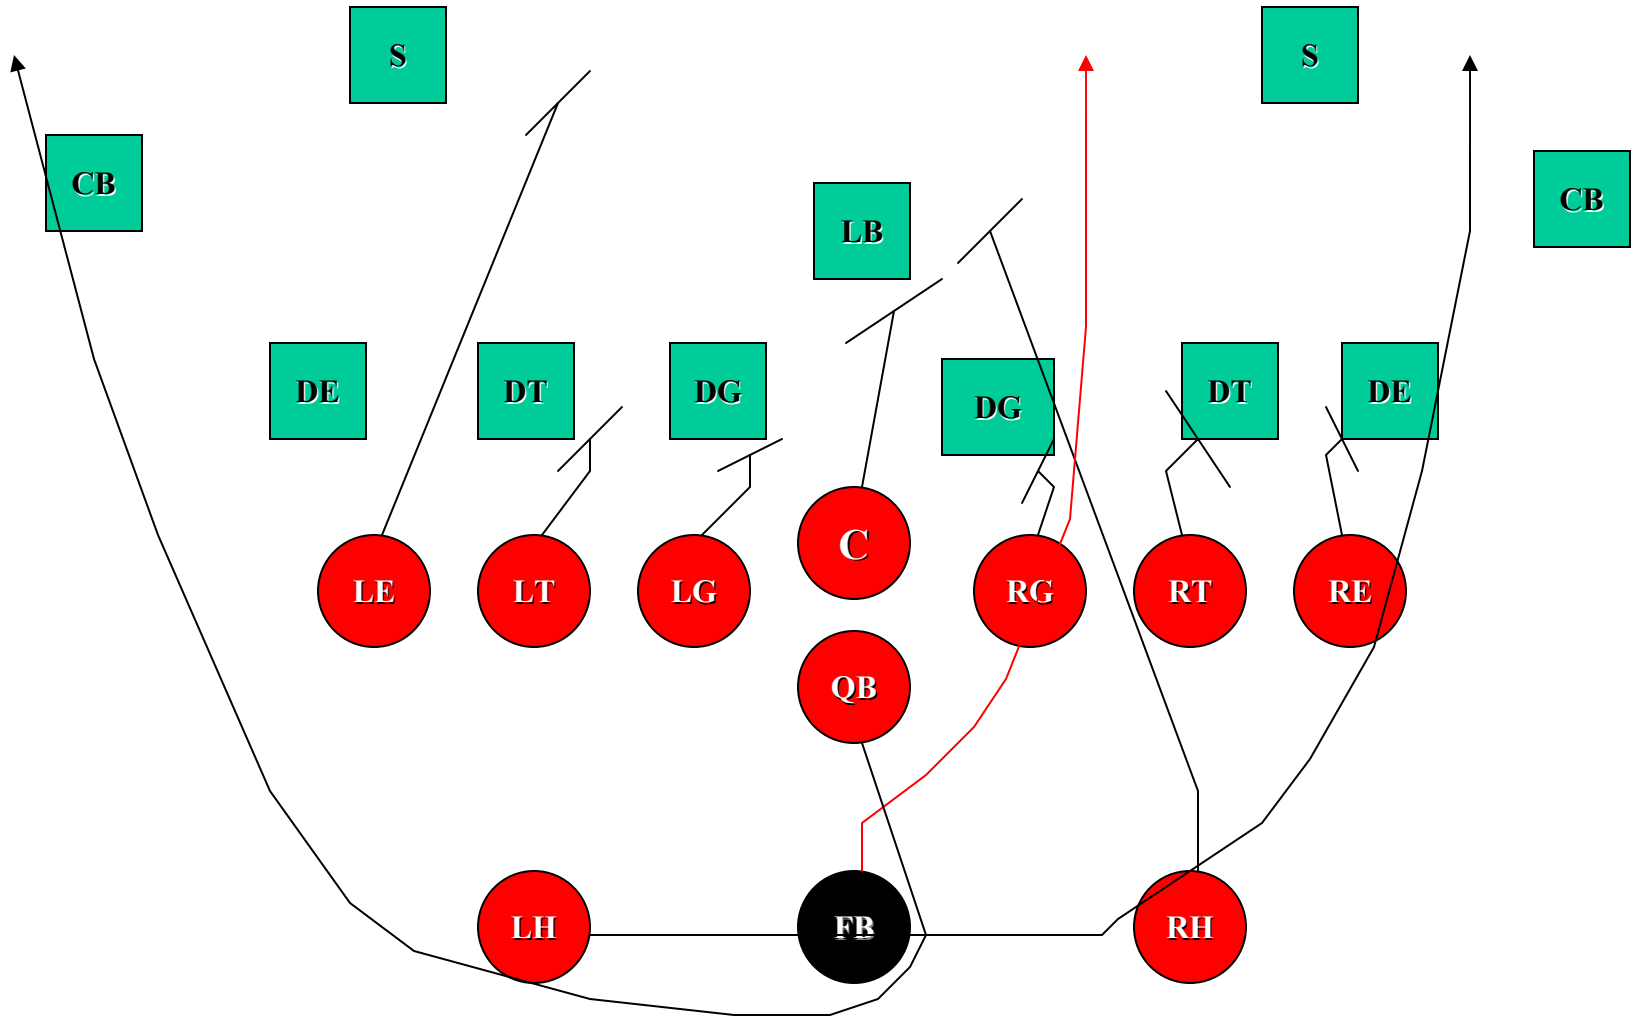 S
S
CB
CB
LB
DE
DT
DG
DG
DT
DE
LE
LT
LG
C
RG
RT
RE
QB
LH
FB
RH